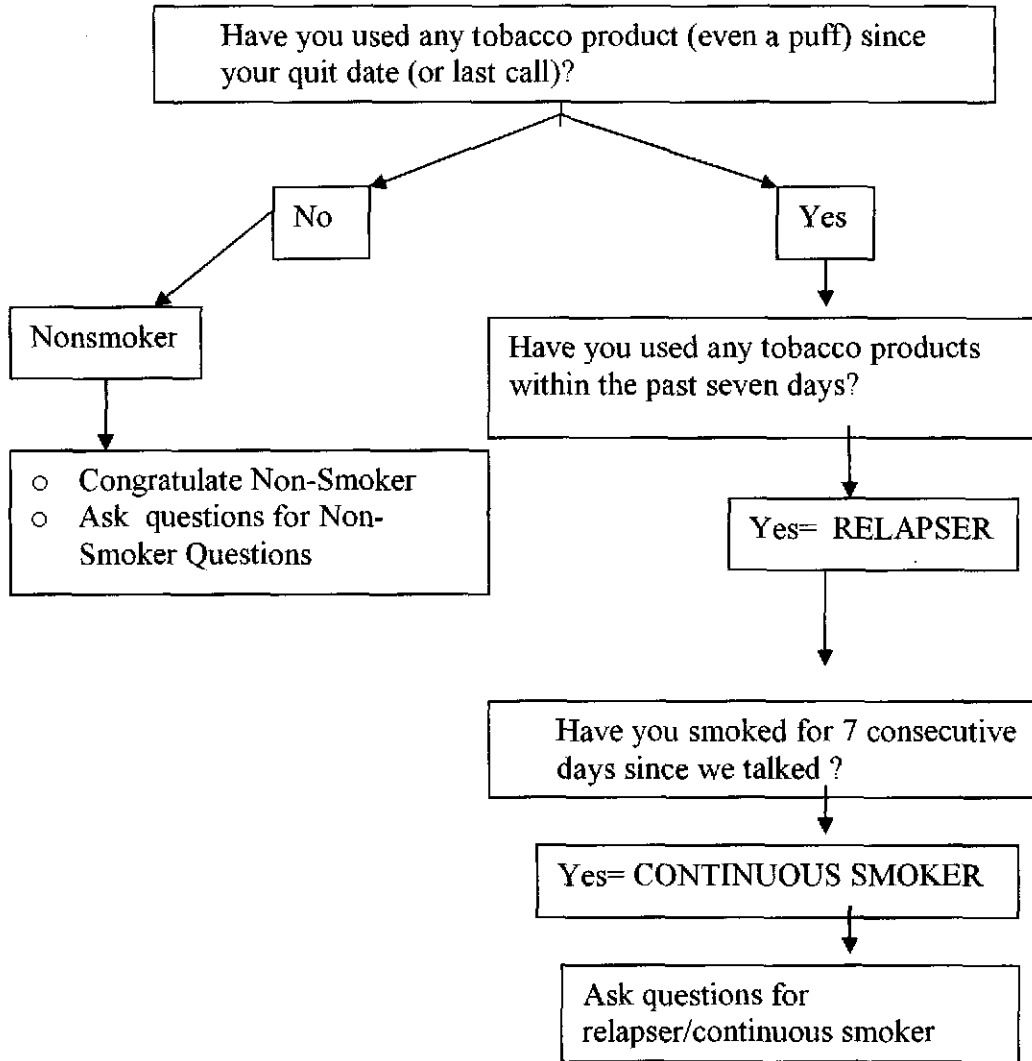 Have you used any tobacco product (even a puff) since
your quit date (or last call)?
No
Yes
Nonsmoker
Have you used any tobacco products
within the past seven days?
○ Congratulate Non-Smoker
○ Ask questions for Non-
Smoker Questions
Yes= RELAPSER
Have you smoked for 7 consecutive
days since we talked ?
Yes= CONTINUOUS SMOKER
Ask questions for
relapser/continuous smoker